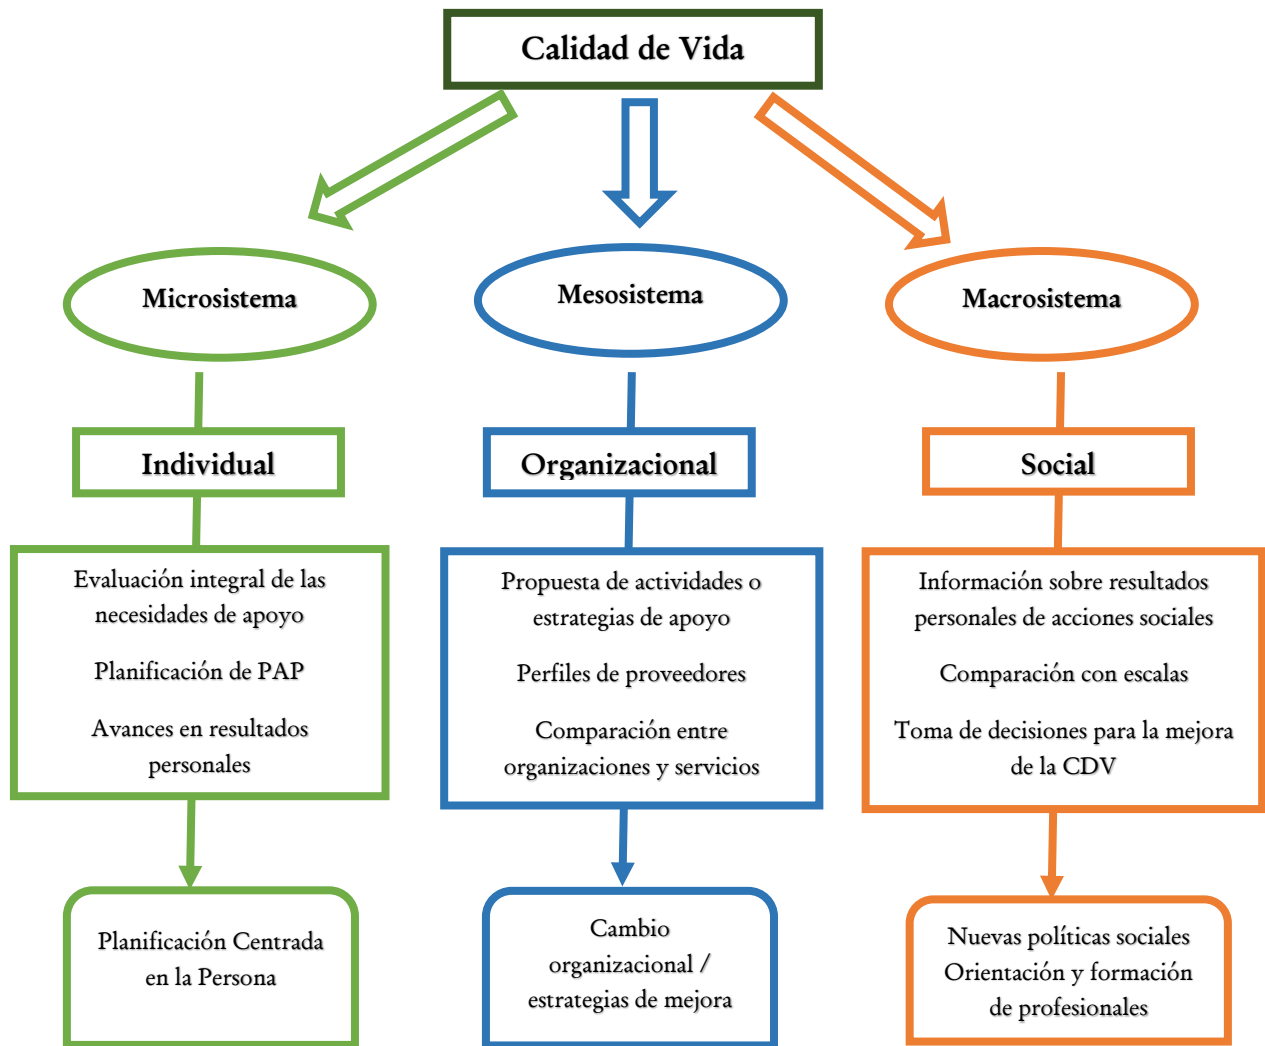 Calidad de Vida
Microsistema
Mesosistema
Macrosistema
Individual
Organizacional
Social
Evaluación integral de las
necesidades de apoyo
Planificación de PAP
Avances en resultados
personales
Propuesta de actividades o
estrategias de apoyo
Perfiles de proveedores
Comparación entre
organizaciones y servicios
Información sobre resultados
personales de acciones sociales
Comparación con escalas
Toma de decisiones para la mejora
de la CDV
Planificación Centrada
en la Persona
Cambio
organizacional /
estrategias de mejora
Nuevas políticas sociales
Orientación y formación
de profesionales